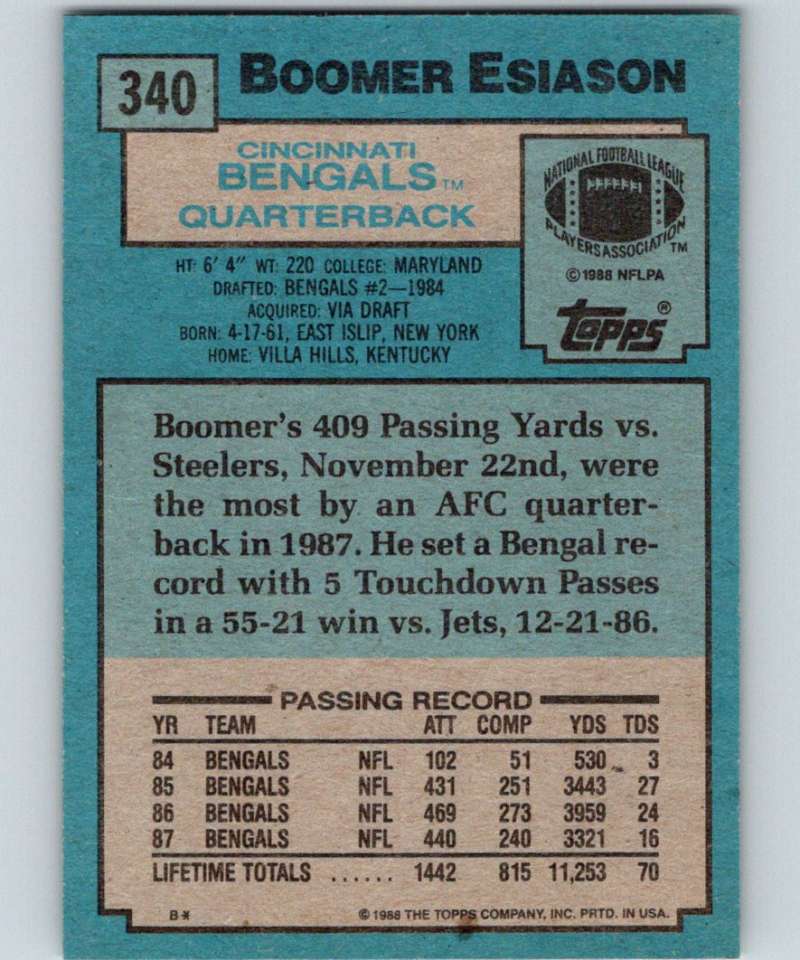 340
BOOMER ESIASON
CINCINNATI
BENGALS TM
QUARTERBACK
NATIONAL FOOTBALL LEAGUE
PLAYERS ASSOCIATION TM
© 1988 NFLPA
topps®
HT: 6' 4" WT: 220 COLLEGE: MARYLAND
DRAFTED: BENGALS #2—1984
ACQUIRED: VIA DRAFT
BORN: 4-17-61, EAST ISLIP, NEW YORK
HOME: VILLA HILLS, KENTUCKY
Boomer's 409 Passing Yards vs.
Steelers, November 22nd, were
the most by an AFC quarter-
back in 1987. He set a Bengal re-
cord with 5 Touchdown Passes
in a 55-21 win vs. Jets, 12-21-86.
PASSING RECORD
YR TEAM ATT COMP YDS TDS
84 BENGALS NFL 102 51 530 3
85 BENGALS NFL 431 251 3443 27
86 BENGALS NFL 469 273 3959 24
87 BENGALS NFL 440 240 3321 16
LIFETIME TOTALS ...... 1442 815 11,253 70
B* © 1988 THE TOPPS COMPANY, INC. PRTD. IN USA.